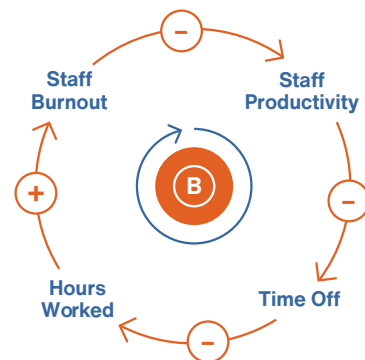 −
Staff
Burnout
Staff
Productivity
B
+
−
Hours
Worked
Time Off
−